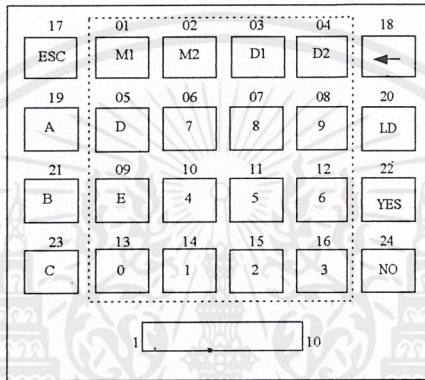 17 01 02 03 04 18
ESC M1 M2 D1 D2
19 05 06 07 08 20
A D 7 8 9 LD
21 09 10 11 12 22
B E 4 5 6 YES
23 13 14 15 16 24
C 0 1 2 3 NO
1 10